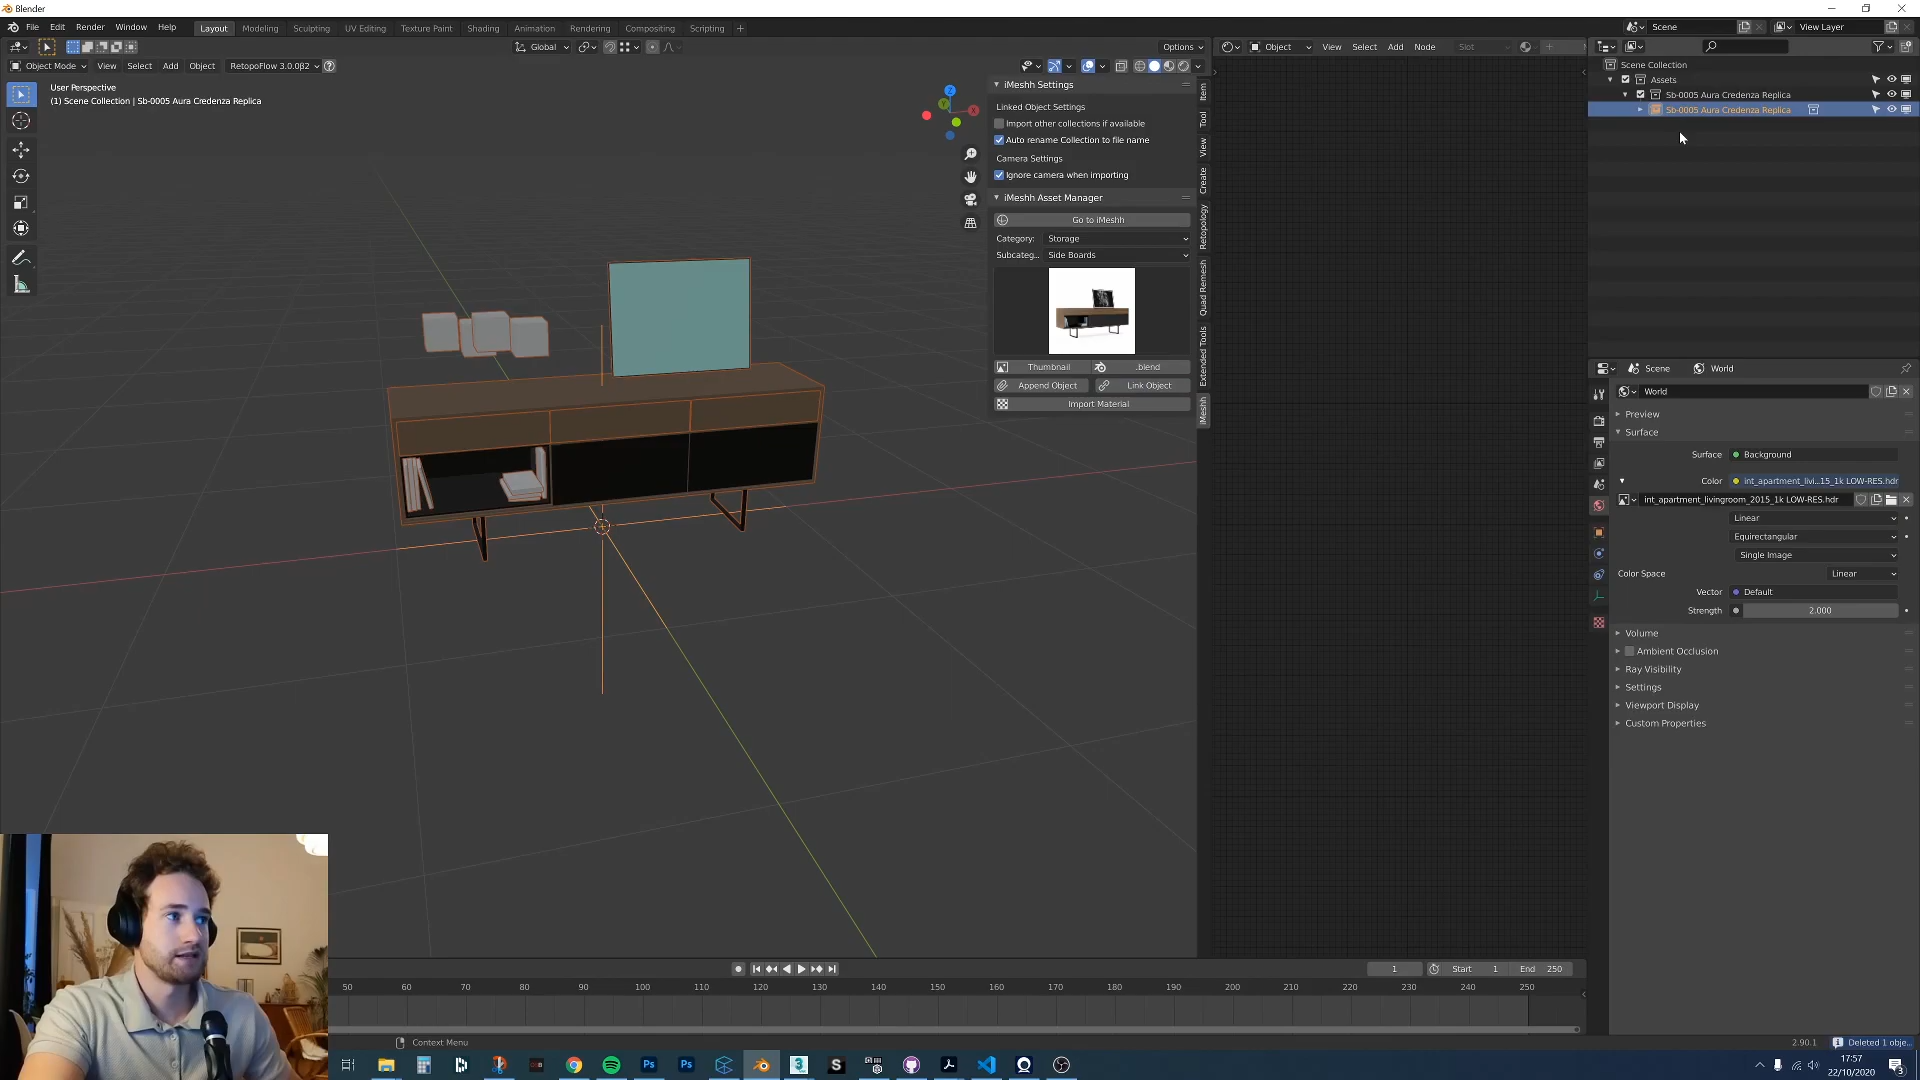 Blender
File Edit Render Window Help
Layout Modeling Sculpting UV Editing Texture Paint Shading Animation Rendering Compositing Scripting +
Scene View Layer
Global Options
Object View Select Add Node Slot
Object Mode View Select Add Object RetopoFlow 3.0.0β2
User Perspective
(1) Scene Collection | Sb-0005 Aura Credenza Replica
Z
X
Y
iMeshh Settings
Linked Object Settings
Import other collections if available
Auto rename Collection to file name
Camera Settings
Ignore camera when importing
iMeshh Asset Manager
Go to iMeshh
Category: Storage
Subcateg... Side Boards
Thumbnail .blend
Append Object Link Object
Import Material
Item
Tool
View
Create
Retopology
Quad Remesh
Extended Tools
iMeshh
Scene Collection
Assets
Sb-0005 Aura Credenza Replica
Sb-0005 Aura Credenza Replica
Scene World
World
Preview
Surface
Surface Background
Color int_apartment_livi...15_1k LOW-RES.hdr
int_apartment_livingroom_2015_1k LOW-RES.hdr
Linear
Equirectangular
Single Image
Color Space Linear
Vector Default
Strength 2.000
Volume
Ambient Occlusion
Ray Visibility
Settings
Viewport Display
Custom Properties
1 Start 1 End 250
50 60 70 80 90 100 110 120 130 140 150 160 170 180 190 200 210 220 230 240 250
Context Menu
2.90.1 Deleted 1 obje...
17:57
22/10/2020